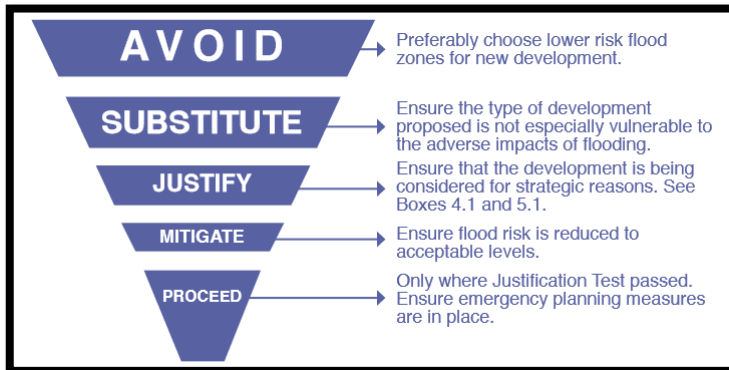 AVOID
Preferably choose lower risk flood
zones for new development.
SUBSTITUTE
Ensure the type of development
proposed is not especially vulnerable to
the adverse impacts of flooding.
JUSTIFY
Ensure that the development is being
considered for strategic reasons. See
Boxes 4.1 and 5.1.
MITIGATE
Ensure flood risk is reduced to
acceptable levels.
PROCEED
Only where Justification Test passed.
Ensure emergency planning measures
are in place.